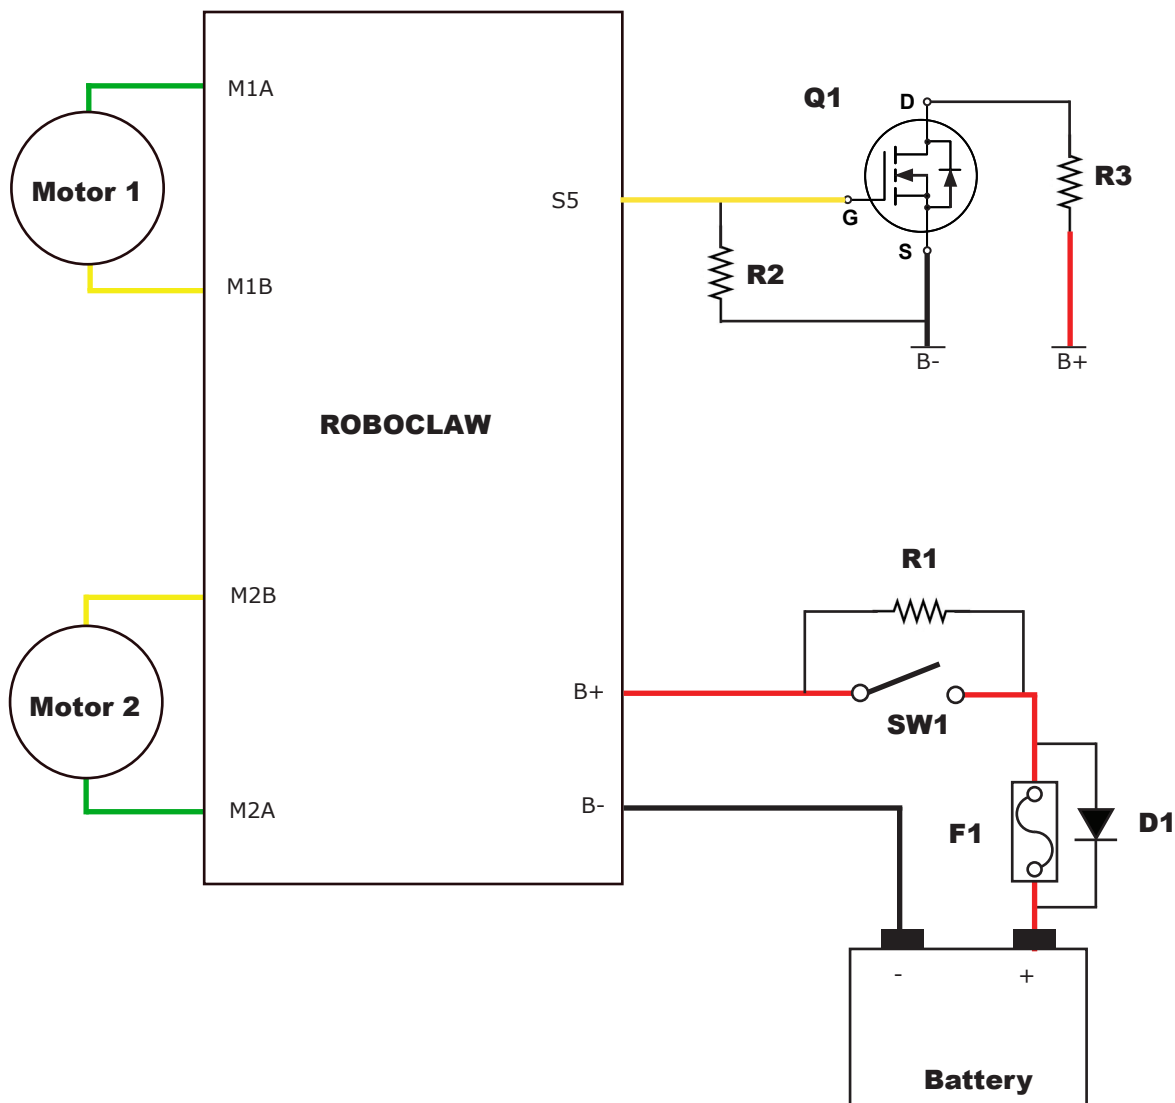 M1A
Motor 1
M1B
Q1
D
R3
S5
G
S
R2
B-
B+
ROBOCLAW
R1
M2B
B+
SW1
Motor 2
M2A
B-
F1
D1
-
+
Battery